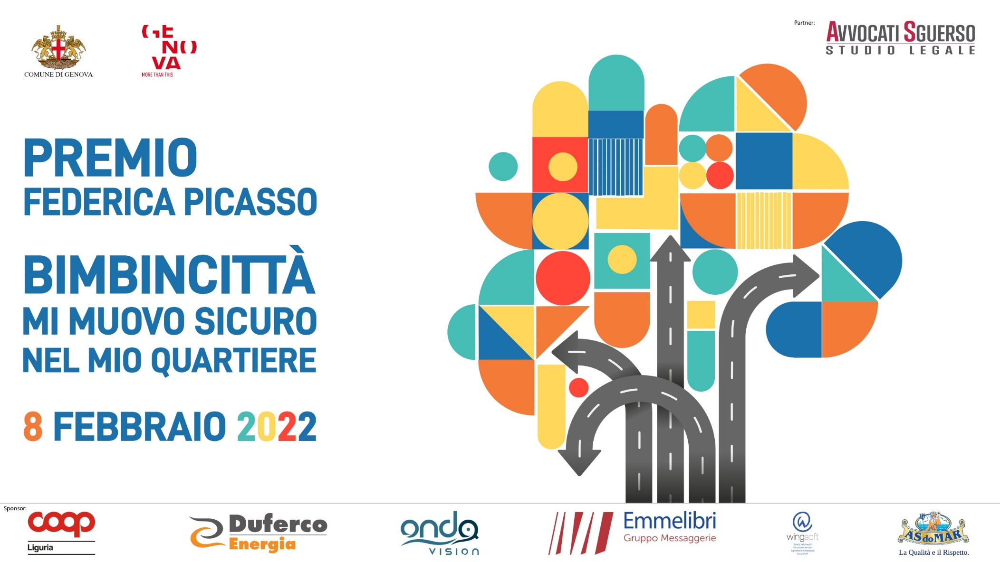 COMUNE DI GENOVA
GE
NO
VA
MORE THAN THIS
Partner:
AVVOCATI SGUERSO
STUDIO LEGALE
PREMIO
FEDERICA PICASSO
BIMBINCITTÀ
MI MUOVO SICURO
NEL MIO QUARTIERE
8 FEBBRAIO 2022
Sponsor:
coop
Liguria
Duferco
Energia
onda
VISION
Emmelibri
Gruppo Messaggerie
wingsoft
ASdoMAR
La Qualità e il Rispetto.